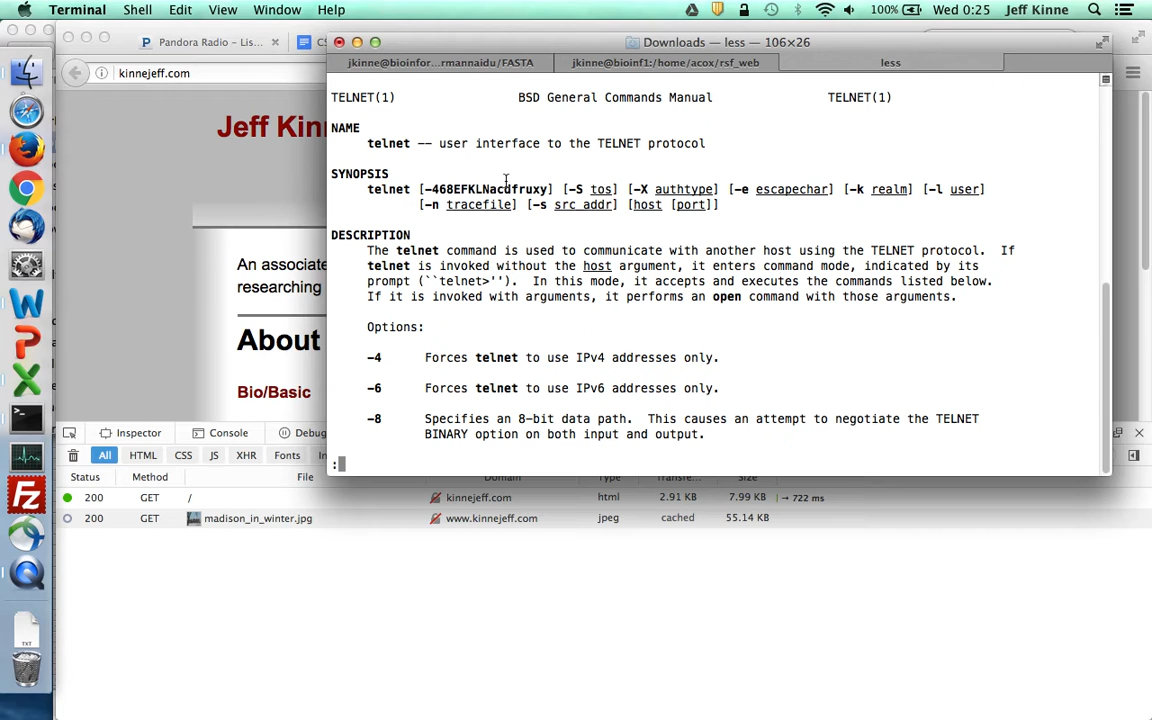 Terminal Shell Edit View Window Help 100% Wed 0:25 Jeff Kinne
Pandora Radio – Lis...
kinnejeff.com
Downloads — less — 106×26
jkinne@bioinfor...rmannaidu/FASTA jkinne@bioinf1:/home/acox/rsf_web less
TELNET(1) BSD General Commands Manual TELNET(1)
NAME
telnet -- user interface to the TELNET protocol
SYNOPSIS
telnet [-468EFKLNacdfruxy] [-S tos] [-X authtype] [-e escapechar] [-k realm] [-l user]
[-n tracefile] [-s src_addr] [host [port]]
DESCRIPTION
The telnet command is used to communicate with another host using the TELNET protocol. If
telnet is invoked without the host argument, it enters command mode, indicated by its
prompt (``telnet>''). In this mode, it accepts and executes the commands listed below.
If it is invoked with arguments, it performs an open command with those arguments.
Options:
-4 Forces telnet to use IPv4 addresses only.
-6 Forces telnet to use IPv6 addresses only.
-8 Specifies an 8-bit data path. This causes an attempt to negotiate the TELNET
BINARY option on both input and output.
:
Jeff Kinn
An associate
researching
About
Bio/Basic
Inspector Console Debug
All HTML CSS JS XHR Fonts
Status Method File Domain Type Transfe... Size
200 GET / kinnejeff.com html 2.91 KB 7.99 KB → 722 ms
200 GET madison_in_winter.jpg www.kinnejeff.com jpeg cached 55.14 KB
TXT